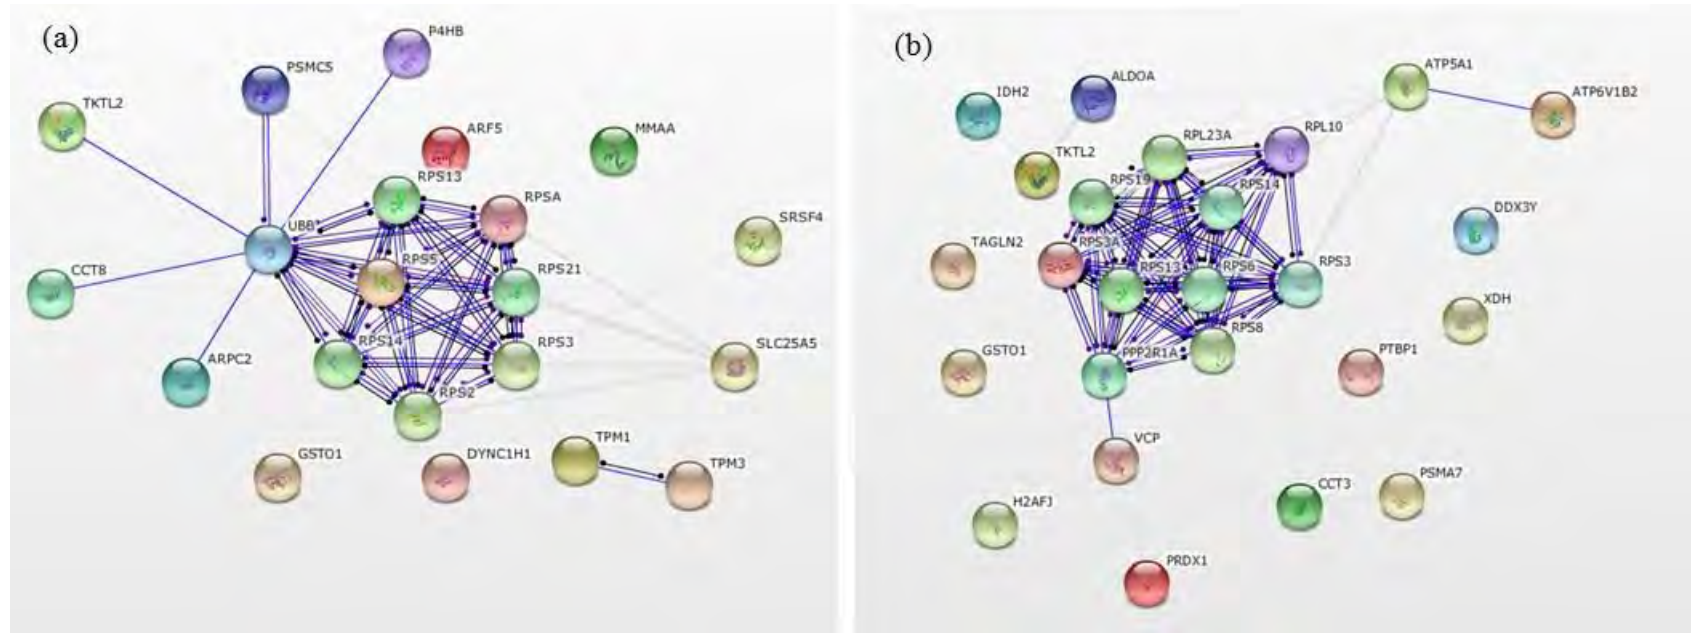 (a)
P4HB
PSMC5
TKTL2
ARF5
MMAA
RPS13
RPSA
SRSF4
UBB
RPS5
CCT8
RPS21
RPS14
RPS3
SLC25A5
ARPC2
RPS2
TPM1
GSTO1
DYNC1H1
TPM3
(b)
ATP5A1
ALDOA
IDH2
ATP6V1B2
RPL23A
RPL10
TKTL2
RPS19
RPS14
DDX3Y
TAGLN2
RPS3A
RPS13
RPS6
RPS3
XDH
RPS8
GSTO1
PPP2R1A
PTBP1
VCP
PSMA7
CCT3
H2AFJ
PRDX1